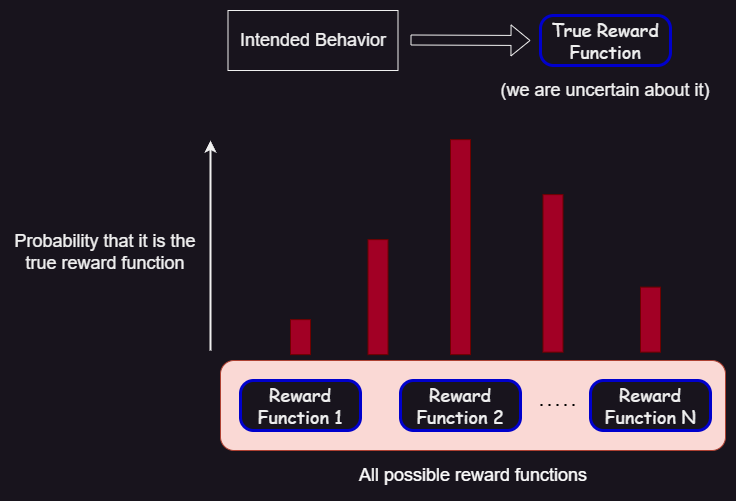 Intended Behavior
True Reward
Function
(we are uncertain about it)
Probability that it is the
true reward function
Reward
Function 1
Reward
Function 2
.....
Reward
Function N
All possible reward functions